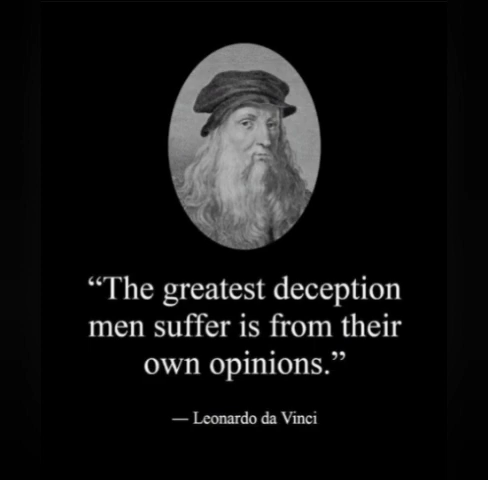 “The greatest deception
men suffer is from their
own opinions.”
— Leonardo da Vinci